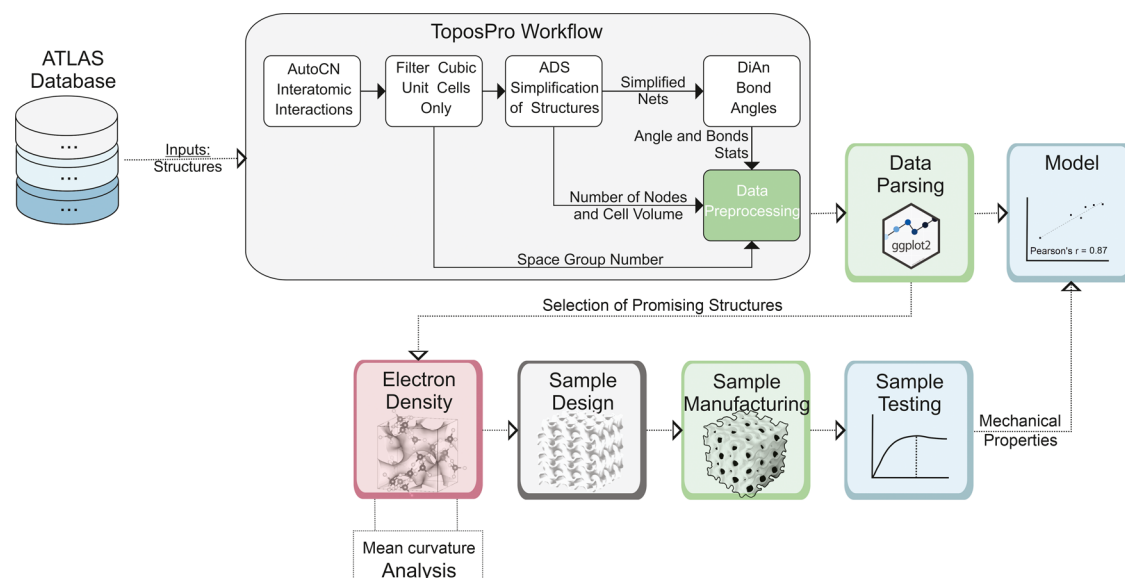 ToposPro Workflow
ATLAS
Database
...
...
...
Inputs:
Structures
AutoCN
Interatomic
Interactions
Filter Cubic
Unit Cells
Only
ADS
Simplification
of Structures
Simplified
Nets
DiAn
Bond
Angles
Angle and Bonds
Stats
Number of Nodes
and Cell Volume
Data
Preprocessing
Space Group Number
Data
Parsing
ggplot2
Model
Pearson's r = 0.87
Selection of Promising Structures
Electron
Density
Sample
Design
Sample
Manufacturing
Sample
Testing
Mechanical
Properties
Mean curvature
Analysis